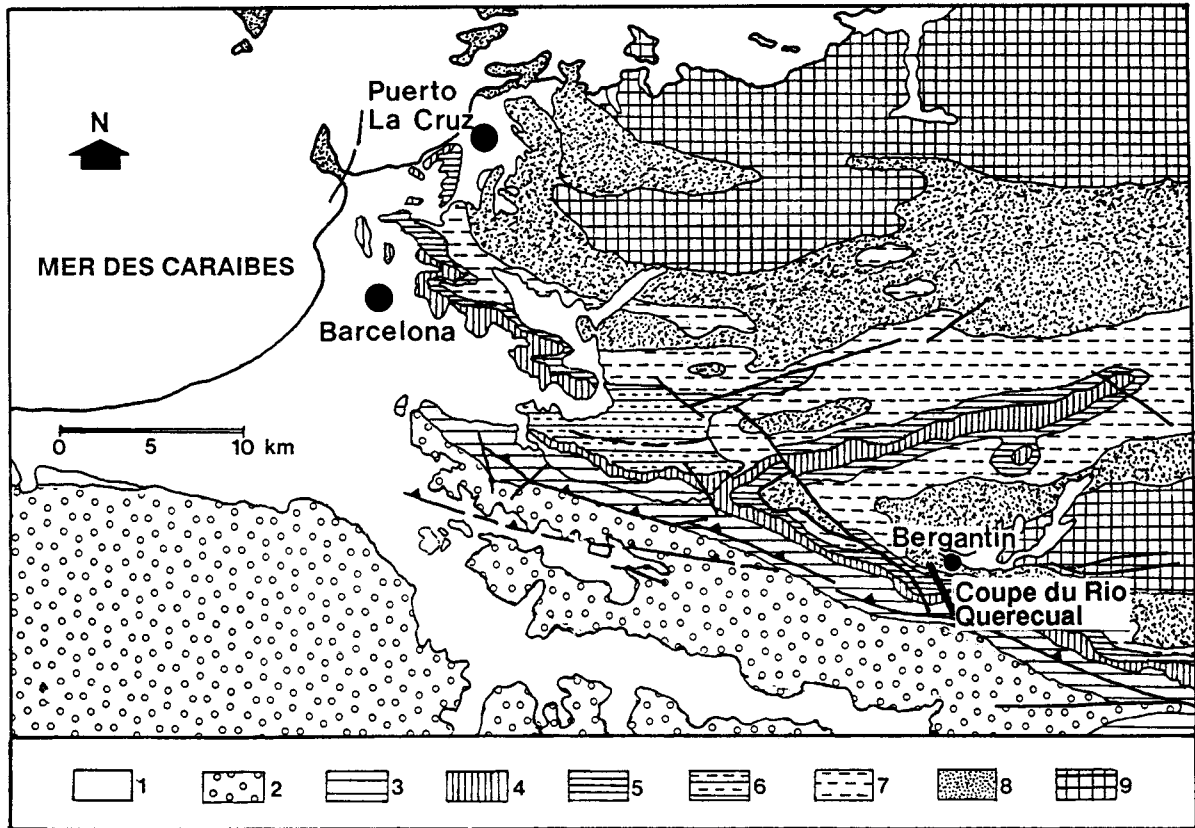 Puerto
La Cruz
N
MER DES CARAIBES
Barcelona
0 5 10 km
Bergantin
Coupe du Rio
Querecual
1 2 3 4 5 6 7 8 9